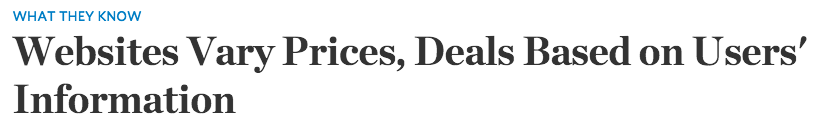 WHAT THEY KNOW
Websites Vary Prices, Deals Based on Users'
Information